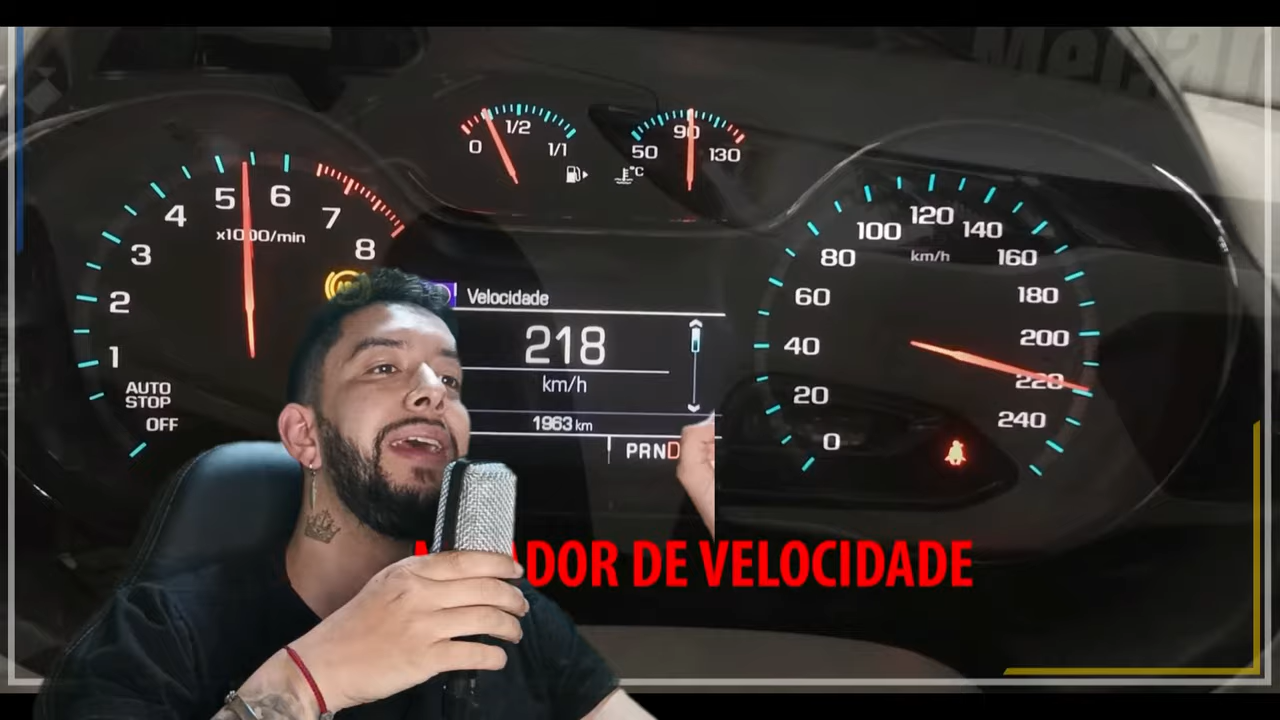 0 1/2 1/1
50 90 130
°C
1 2 3 4 5 6 7 8
x1000/min
AUTO
STOP
OFF
Velocidade
218
km/h
1963 km
PRND
0 20 40 60 80 100 120 140 160 180 200 220 240
km/h
DOR DE VELOCIDADE